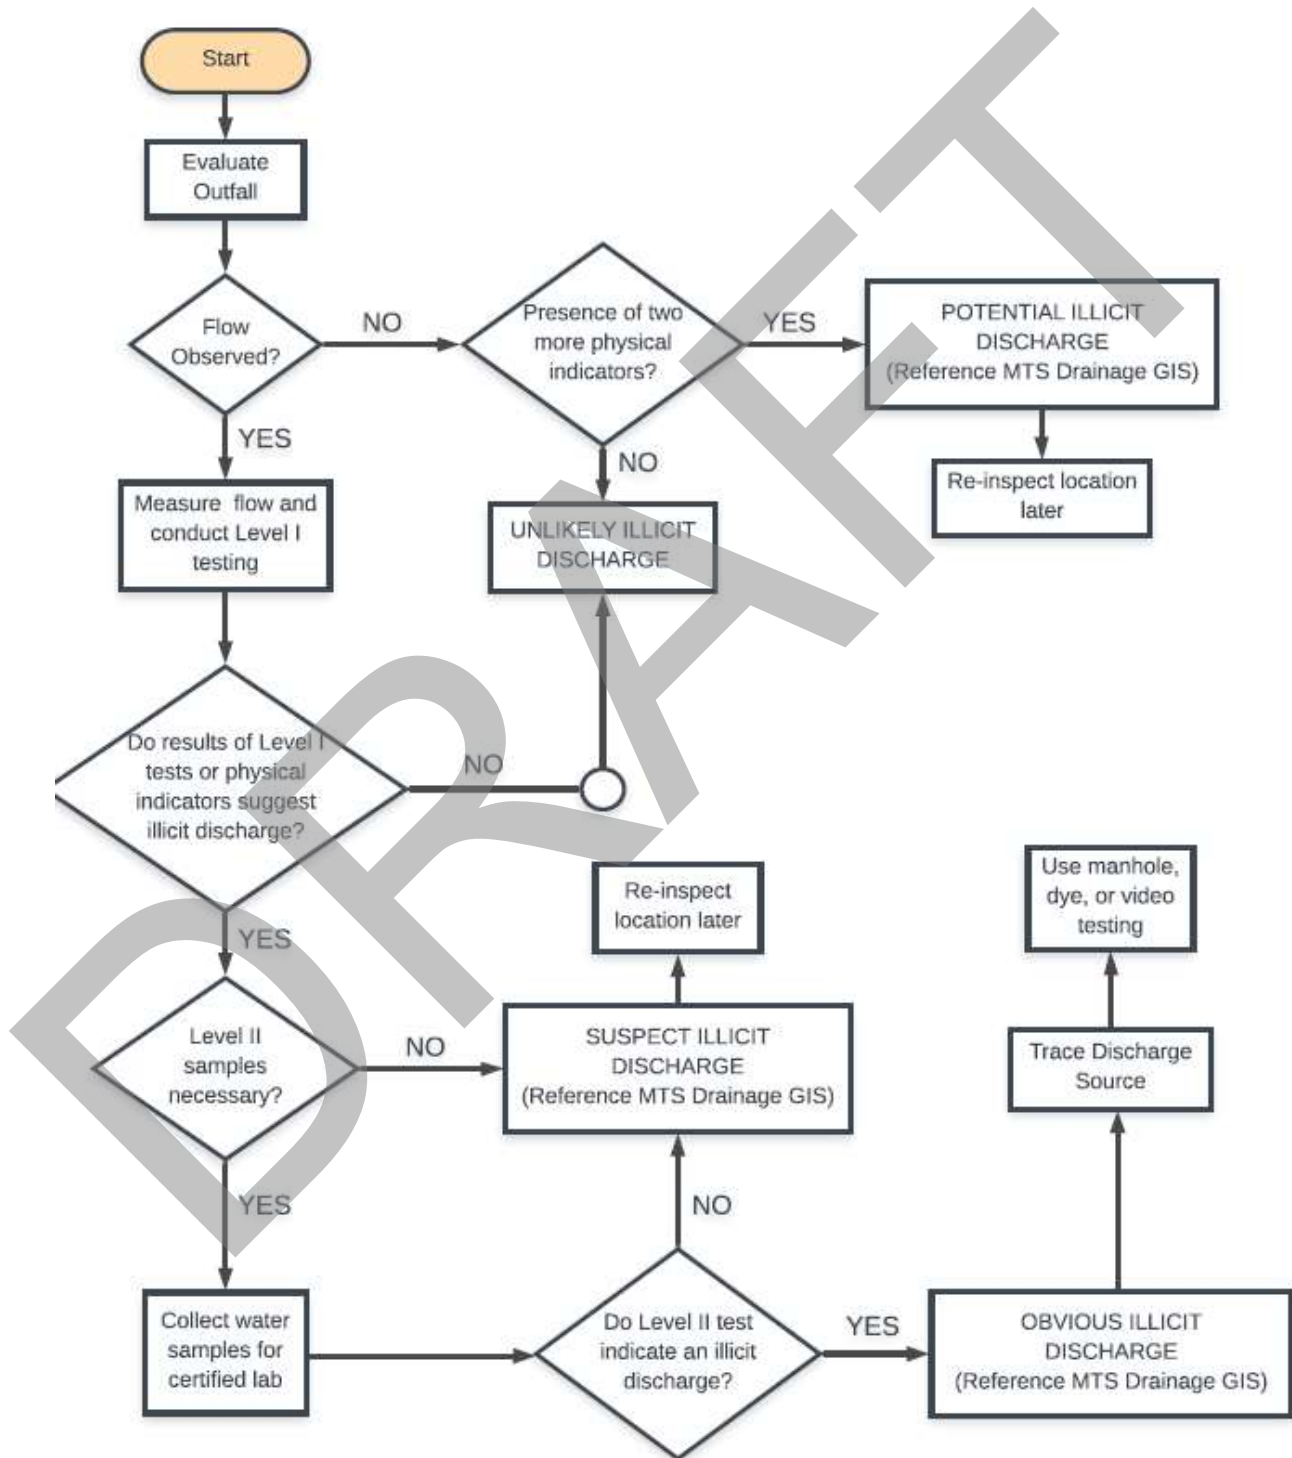 Start
Evaluate
Outfall
Flow
Observed?
NO
Presence of two
more physical
indicators?
YES
POTENTIAL ILLICIT
DISCHARGE
(Reference MTS Drainage GIS)
Re-inspect location
later
NO
UNLIKELY ILLICIT
DISCHARGE
YES
Measure flow and
conduct Level I
testing
Do results of Level I
tests or physical
indicators suggest
illicit discharge?
NO
YES
Level II
samples
necessary?
NO
SUSPECT ILLICIT
DISCHARGE
(Reference MTS Drainage GIS)
Re-inspect
location later
YES
Collect water
samples for
certified lab
Do Level II test
indicate an illicit
discharge?
NO
YES
OBVIOUS ILLICIT
DISCHARGE
(Reference MTS Drainage GIS)
Trace Discharge
Source
Use manhole,
dye, or video
testing
DRAFT